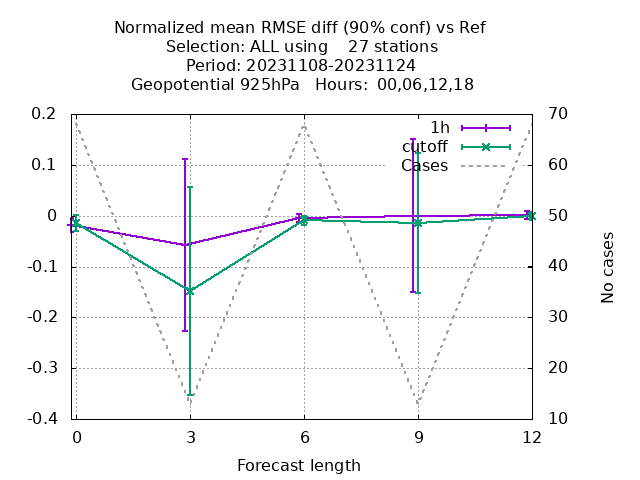 Normalized mean RMSE diff (90% conf) vs Ref
Selection: ALL using    27 stations
Period: 20231108-20231124
Geopotential 925hPa   Hours:  00,06,12,18
0.2
0.1
0
-0.1
-0.2
-0.3
-0.4
1h
cutoff
Cases
70
60
50
40
30
20
10
No cases
0
3
6
9
12
Forecast length